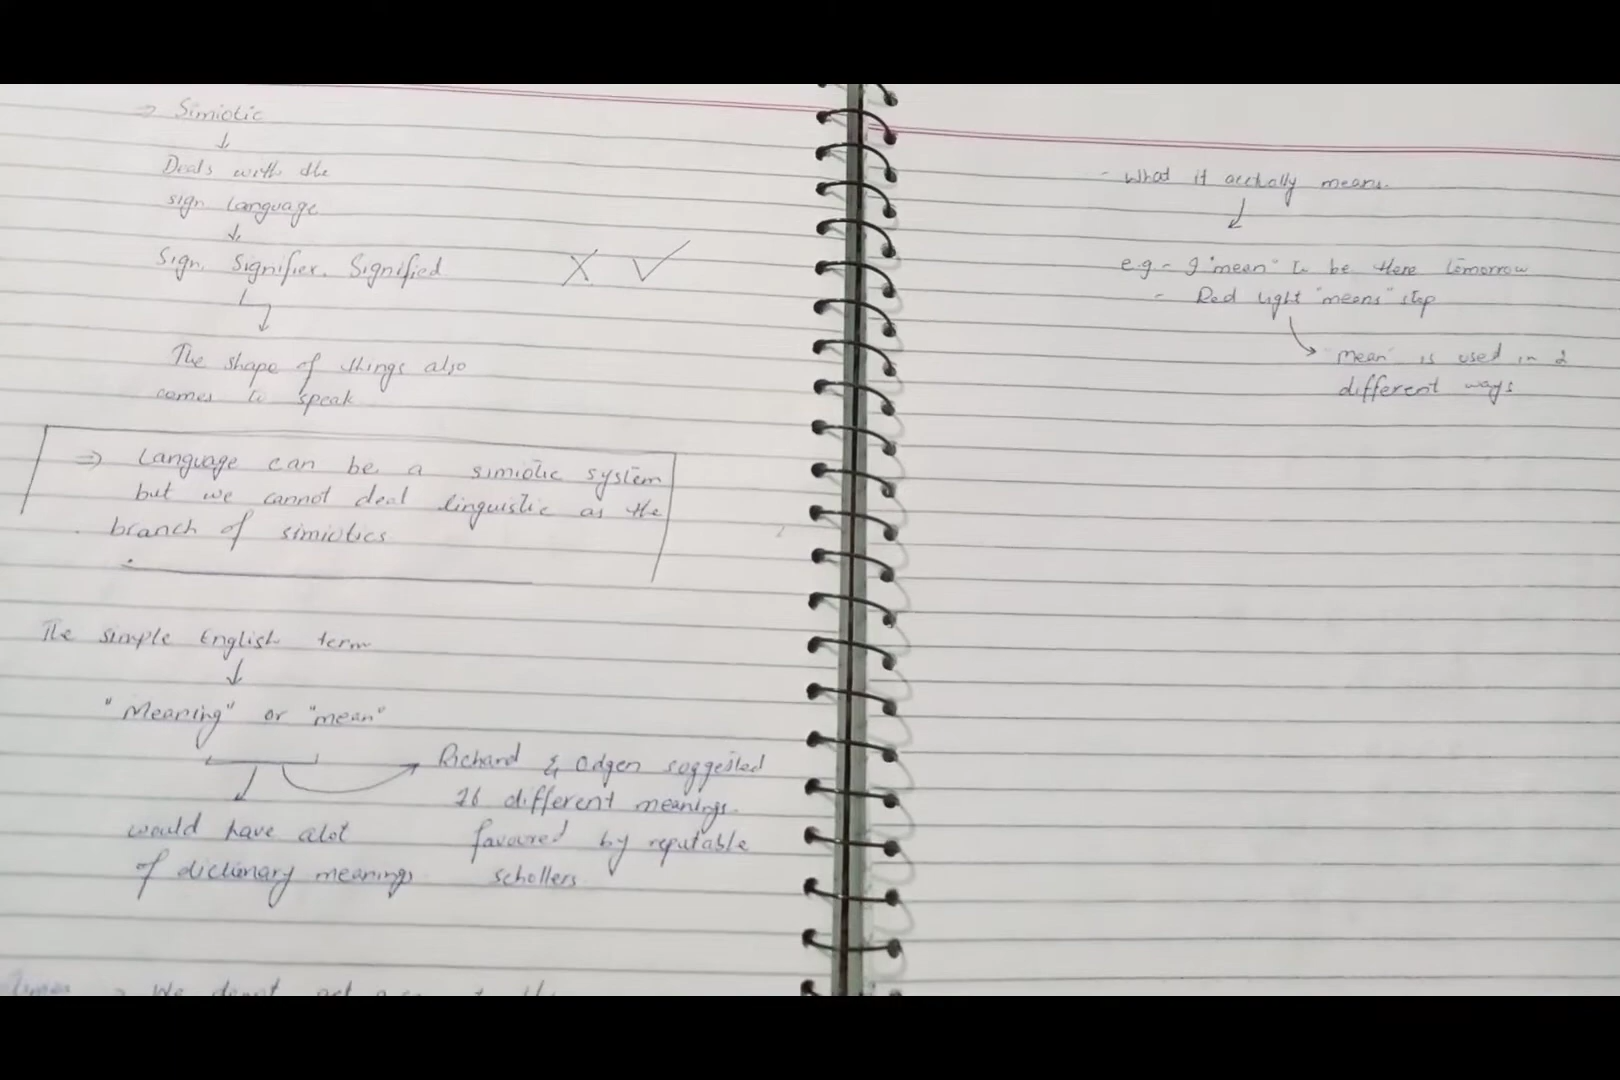 ⇒ Simiotic
↓
Deals with the
sign language
↓
Sign, Signifier, Signified X ✓
The shape of things also
comes to speak
⇒ Language can be a simiotic system
but we cannot deal linguistic as the
branch of simiotics
The simple English term
↓
"Meaning" or "mean"
would have alot
of dictionary meanings
Richard & Odgen suggested
16 different meanings.
favoured by reputable
schollers.
→ We
- What it acctually means.
↓
e.g - I "mean" to be there tomorrow
- Red light "means" stop
"mean" is used in 2
different ways